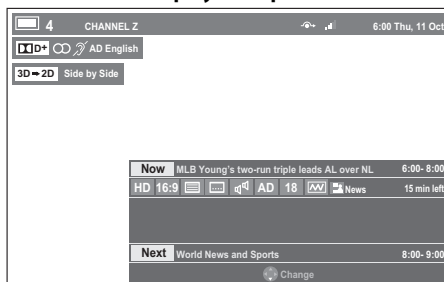 4 CHANNEL Z 6:00 Thu, 11 Oct
D+ AD English
3D 2D Side by Side
Now MLB Young's two-run triple leads AL over NL 6:00- 8:00
HD 16:9 AD 18 News 15 min left
Next World News and Sports 8:00- 9:00
Change